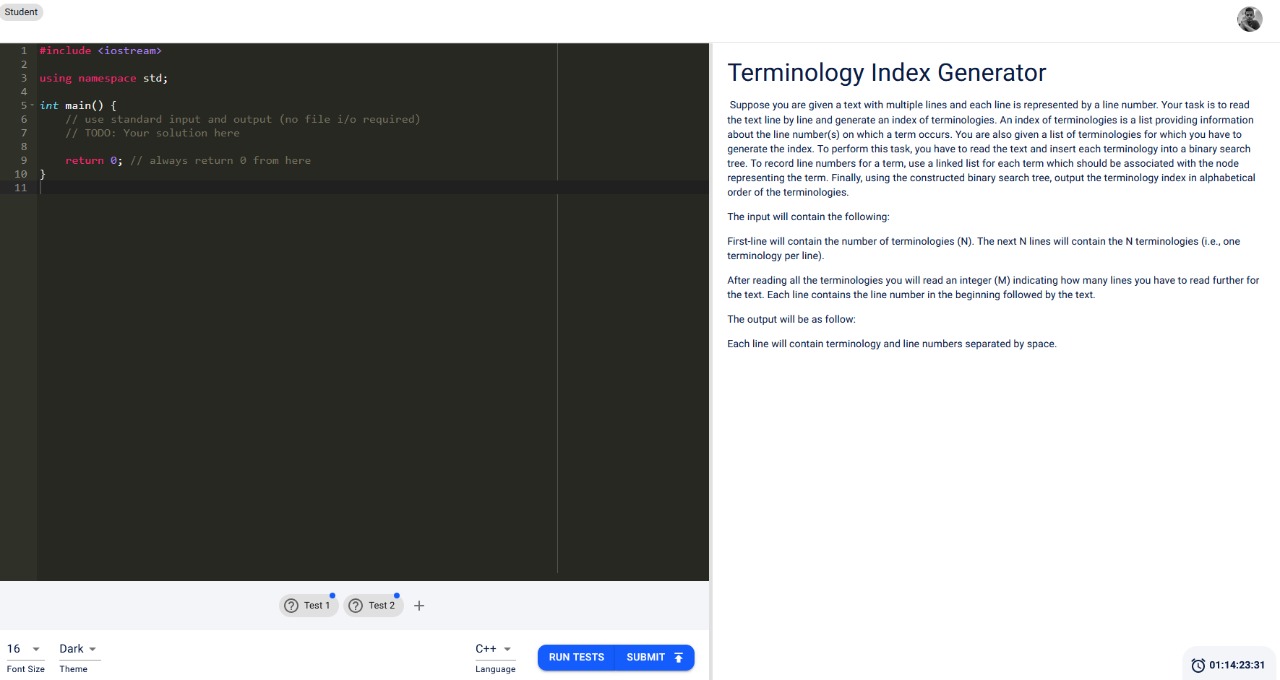 Student
1 #include <iostream>
2
3 using namespace std;
4
5 int main() {
6     // use standard input and output (no file i/o required)
7     // TODO: Your solution here
8
9     return 0; // always return 0 from here
10 }
11
Test 1
Test 2
16
Font Size
Dark
Theme
C++
Language
RUN TESTS
SUBMIT
Terminology Index Generator
Suppose you are given a text with multiple lines and each line is represented by a line number. Your task is to read
the text line by line and generate an index of terminologies. An index of terminologies is a list providing information
about the line number(s) on which a term occurs. You are also given a list of terminologies for which you have to
generate the index. To perform this task, you have to read the text and insert each terminology into a binary search
tree. To record line numbers for a term, use a linked list for each term which should be associated with the node
representing the term. Finally, using the constructed binary search tree, output the terminology index in alphabetical
order of the terminologies.
The input will contain the following:
First-line will contain the number of terminologies (N). The next N lines will contain the N terminologies (i.e., one
terminology per line).
After reading all the terminologies you will read an integer (M) indicating how many lines you have to read further for
the text. Each line contains the line number in the beginning followed by the text.
The output will be as follow:
Each line will contain terminology and line numbers separated by space.
01:14:23:31